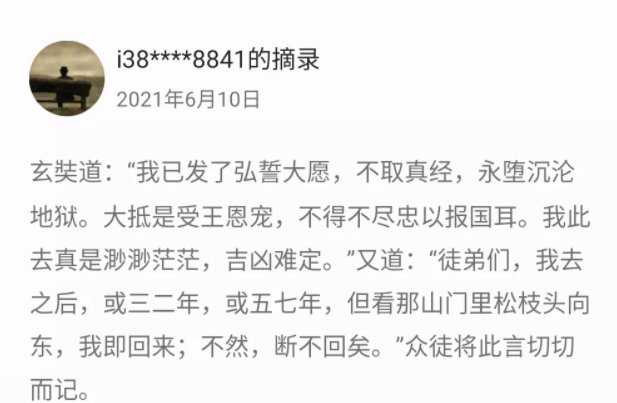 i38****8841的摘录
2021年6月10日
玄奘道：“我已发了弘誓大愿，不取真经，永堕沉沦
地狱。大抵是受王恩宠，不得不尽忠以报国耳。我此
去真是渺渺茫茫，吉凶难定。”又道：“徒弟们，我去
之后，或三二年，或五七年，但看那山门里松枝头向
东，我即回来；不然，断不回矣。”众徒将此言切切
而记。